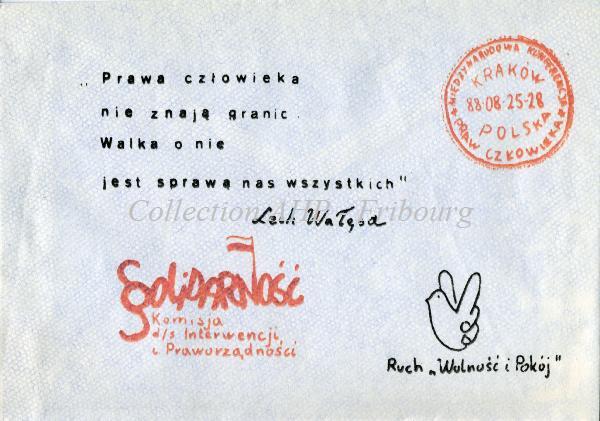 „Prawa człowieka
nie znają granic.
Walka o nie
jest sprawą nas wszystkich"
Lech Wałęsa
MIĘDZYNARODOWA KONFERENCJA
KRAKÓW
88·08·25-28
POLSKA
PRAW CZŁOWIEKA
Collection AHP - Fribourg
SOLIDARNOŚĆ
Komisja
d/s Interwencji
i Praworządności
Ruch „Wolność i Pokój"